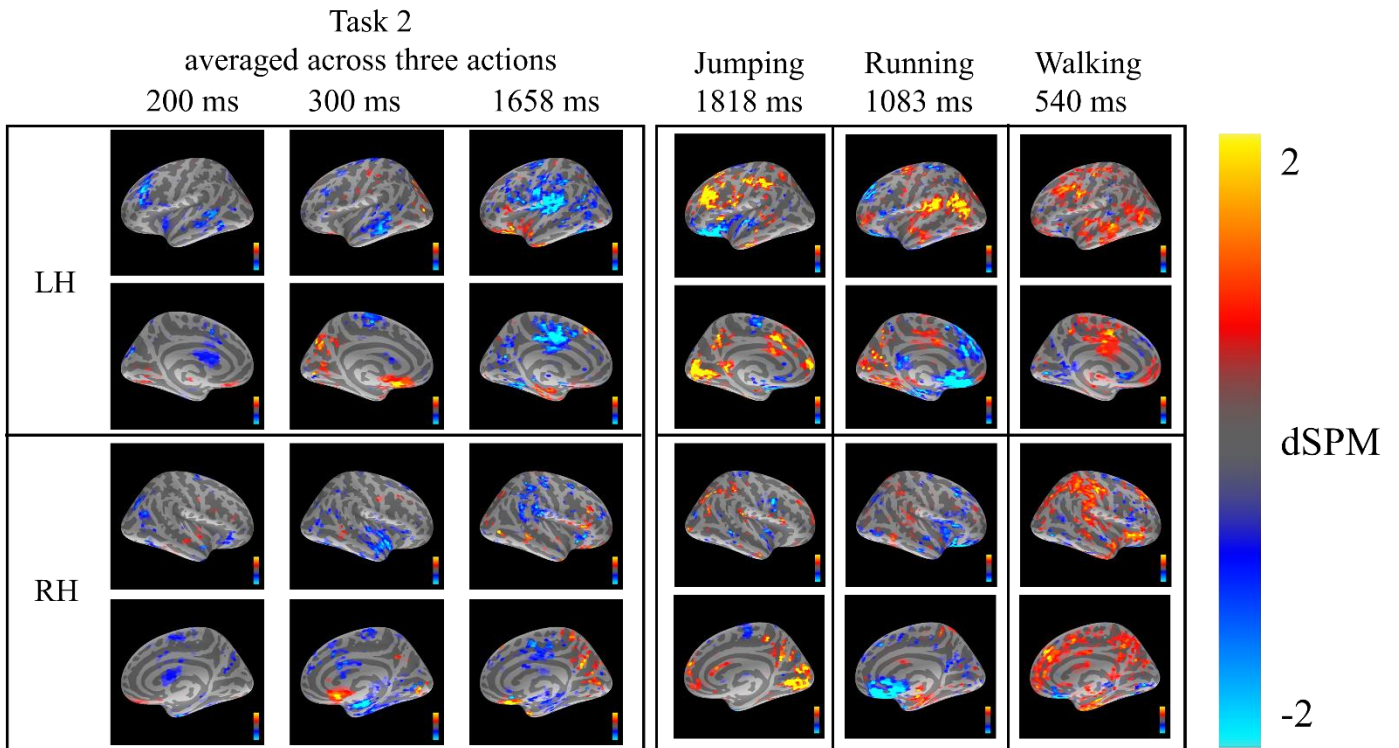 Task 2
averaged across three actions
200 ms 300 ms 1658 ms
Jumping Running Walking
1818 ms 1083 ms 540 ms
LH
RH
2
dSPM
-2